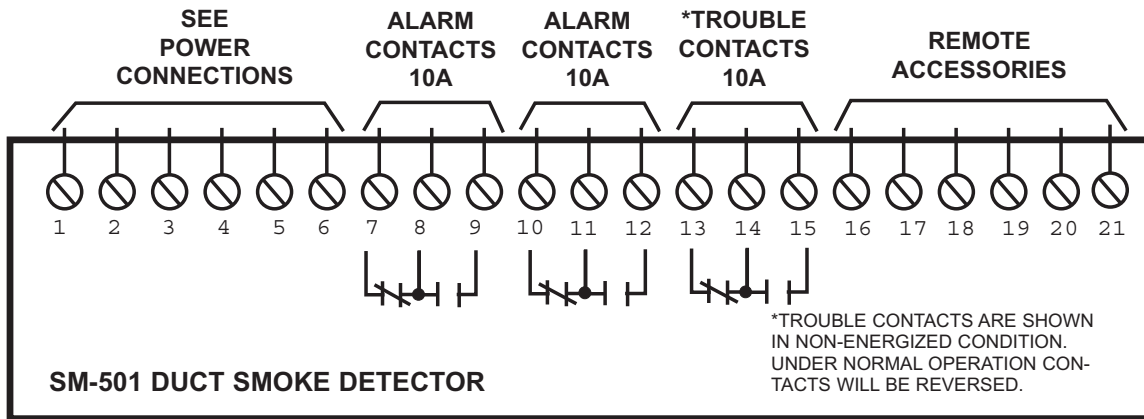 SEE
POWER
CONNECTIONS
ALARM
CONTACTS
10A
ALARM
CONTACTS
10A
*TROUBLE
CONTACTS
10A
REMOTE
ACCESSORIES
1 2 3 4 5 6 7 8 9 10 11 12 13 14 15 16 17 18 19 20 21
*TROUBLE CONTACTS ARE SHOWN
IN NON-ENERGIZED CONDITION.
UNDER NORMAL OPERATION CON-
TACTS WILL BE REVERSED.
SM-501 DUCT SMOKE DETECTOR